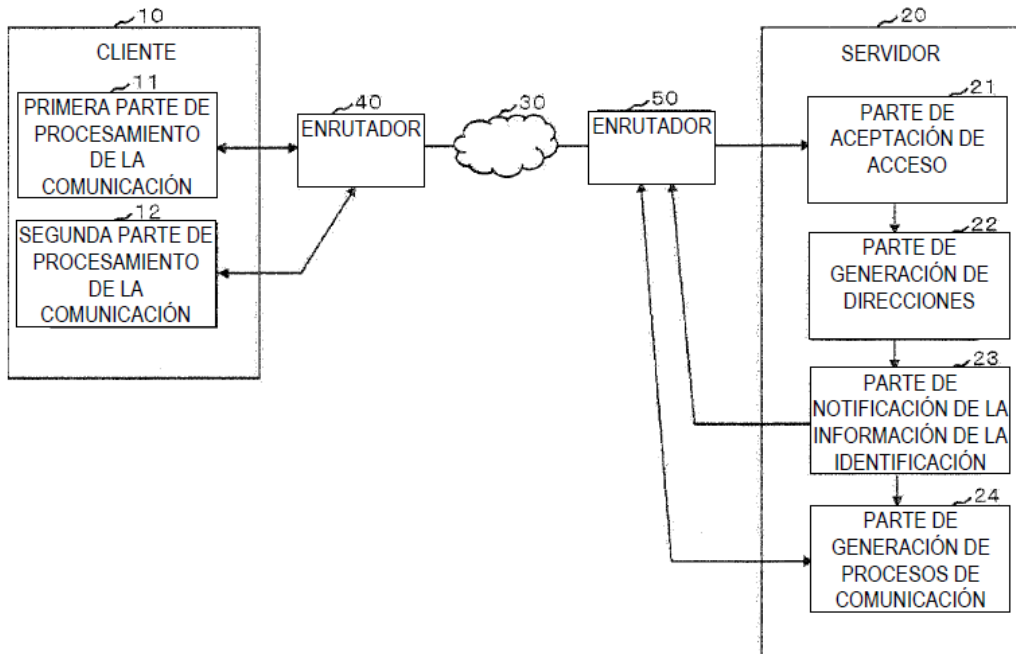 10
CLIENTE
11
PRIMERA PARTE DE
PROCESAMIENTO
DE LA
COMUNICACIÓN
12
SEGUNDA PARTE DE
PROCESAMIENTO
DE LA
COMUNICACIÓN
40
ENRUTADOR
30
50
ENRUTADOR
20
SERVIDOR
21
PARTE DE
ACEPTACIÓN DE
ACCESO
22
PARTE DE
GENERACIÓN DE
DIRECCIONES
23
PARTE DE
NOTIFICACIÓN DE LA
INFORMACIÓN DE LA
IDENTIFICACIÓN
24
PARTE DE
GENERACIÓN DE
PROCESOS DE
COMUNICACIÓN